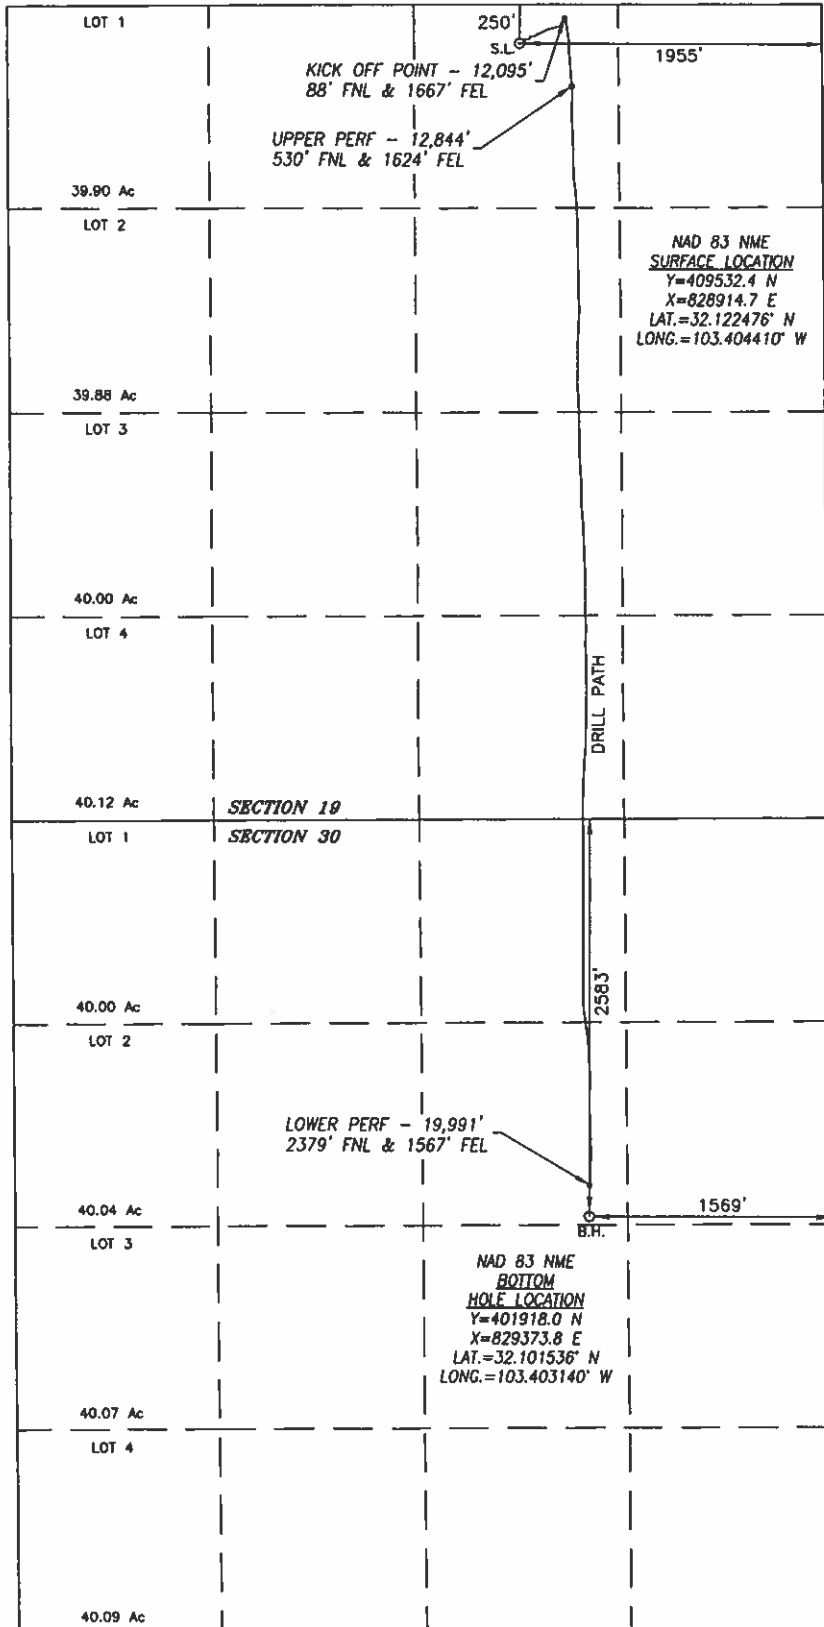 LOT 1
250'
S.L.
1955'
KICK OFF POINT - 12,095'
88' FNL & 1667' FEL
UPPER PERF - 12,844'
530' FNL & 1624' FEL
39.90 Ac
LOT 2
NAD 83 NME
SURFACE LOCATION
Y=409532.4 N
X=828914.7 E
LAT.=32.122476° N
LONG.=103.404410° W
39.88 Ac
LOT 3
40.00 Ac
LOT 4
DRILL PATH
40.12 Ac
SECTION 19
LOT 1
SECTION 30
2583'
40.00 Ac
LOT 2
LOWER PERF - 19,991'
2379' FNL & 1567' FEL
40.04 Ac
1569'
LOT 3
B.H.
NAD 83 NME
BOTTOM
HOLE LOCATION
Y=401918.0 N
X=829373.8 E
LAT.=32.101536° N
LONG.=103.403140° W
40.07 Ac
LOT 4
40.09 Ac